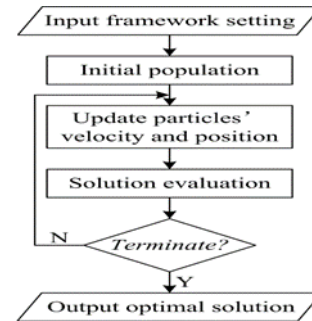 Input framework setting
Initial population
Update particles’
velocity and position
Solution evaluation
Terminate?
N
Y
Output optimal solution